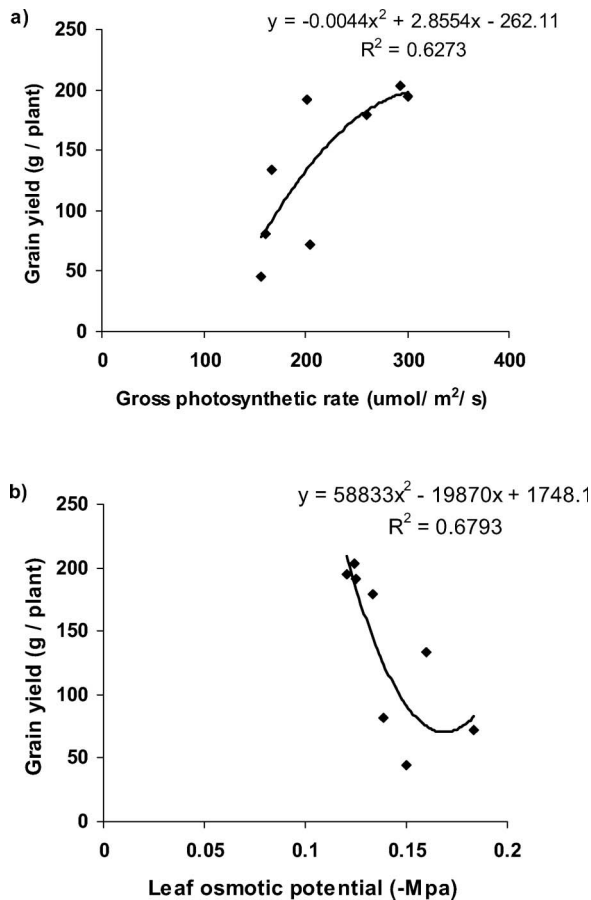 a)
y = -0.0044x² + 2.8554x - 262.11
R² = 0.6273
Grain yield (g / plant)
250
200
150
100
50
0
0 100 200 300 400
Gross photosynthetic rate (umol/ m²/ s)
b)
y = 58833x² - 19870x + 1748.1
R² = 0.6793
Grain yield (g / plant)
250
200
150
100
50
0
0 0.05 0.1 0.15 0.2
Leaf osmotic potential (-Mpa)